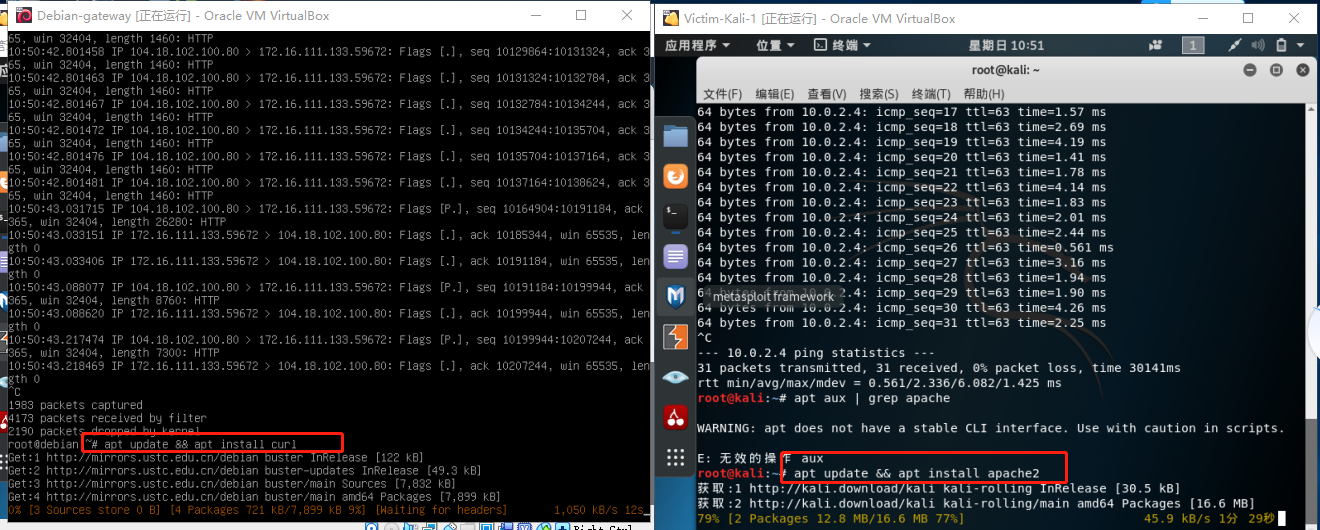 Debian-gateway [正在运行] - Oracle VM VirtualBox
65, win 32404, length 1460: HTTP
10:50:42.801458 IP 104.18.102.100.80 > 172.16.111.133.59672: Flags [.], seq 10129864:10131324, ack 3
65, win 32404, length 1460: HTTP
10:50:42.801463 IP 104.18.102.100.80 > 172.16.111.133.59672: Flags [.], seq 10131324:10132784, ack 3
65, win 32404, length 1460: HTTP
10:50:42.801467 IP 104.18.102.100.80 > 172.16.111.133.59672: Flags [.], seq 10132784:10134244, ack 3
65, win 32404, length 1460: HTTP
10:50:42.801472 IP 104.18.102.100.80 > 172.16.111.133.59672: Flags [.], seq 10134244:10135704, ack 3
65, win 32404, length 1460: HTTP
10:50:42.801476 IP 104.18.102.100.80 > 172.16.111.133.59672: Flags [.], seq 10135704:10137164, ack 3
65, win 32404, length 1460: HTTP
10:50:42.801481 IP 104.18.102.100.80 > 172.16.111.133.59672: Flags [.], seq 10137164:10138624, ack 3
65, win 32404, length 1460: HTTP
10:50:43.031715 IP 104.18.102.100.80 > 172.16.111.133.59672: Flags [P.], seq 10164904:10191184, ack
365, win 32404, length 26280: HTTP
10:50:43.033151 IP 172.16.111.133.59672 > 104.18.102.100.80: Flags [.], ack 10185344, win 65535, len
gth 0
10:50:43.033406 IP 172.16.111.133.59672 > 104.18.102.100.80: Flags [.], ack 10191184, win 65535, len
gth 0
10:50:43.088077 IP 104.18.102.100.80 > 172.16.111.133.59672: Flags [P.], seq 10191184:10199944, ack
365, win 32404, length 8760: HTTP
10:50:43.088620 IP 172.16.111.133.59672 > 104.18.102.100.80: Flags [.], ack 10199944, win 65535, len
gth 0
10:50:43.217474 IP 104.18.102.100.80 > 172.16.111.133.59672: Flags [P.], seq 10199944:10207244, ack
365, win 32404, length 7300: HTTP
10:50:43.218469 IP 172.16.111.133.59672 > 104.18.102.100.80: Flags [.], ack 10207244, win 65535, len
gth 0
^C
1983 packets captured
4173 packets received by filter
2190 packets dropped by kernel
root@debian:~# apt update && apt install curl
Get:1 http://mirrors.ustc.edu.cn/debian buster InRelease [122 kB]
Get:2 http://mirrors.ustc.edu.cn/debian buster-updates InRelease [49.3 kB]
Get:3 http://mirrors.ustc.edu.cn/debian buster/main Sources [7,832 kB]
Get:4 http://mirrors.ustc.edu.cn/debian buster/main amd64 Packages [7,899 kB]
0% [3 Sources store 0 B] [4 Packages 721 kB/7,899 kB 9%] [Waiting for headers] 1,050 kB/s 12s
Right Ctrl
Victim-Kali-1 [正在运行] - Oracle VM VirtualBox
应用程序 位置 终端 星期日 10:51 1
root@kali: ~
文件(F) 编辑(E) 查看(V) 搜索(S) 终端(T) 帮助(H)
64 bytes from 10.0.2.4: icmp_seq=17 ttl=63 time=1.57 ms
64 bytes from 10.0.2.4: icmp_seq=18 ttl=63 time=2.69 ms
64 bytes from 10.0.2.4: icmp_seq=19 ttl=63 time=4.19 ms
64 bytes from 10.0.2.4: icmp_seq=20 ttl=63 time=1.41 ms
64 bytes from 10.0.2.4: icmp_seq=21 ttl=63 time=1.78 ms
64 bytes from 10.0.2.4: icmp_seq=22 ttl=63 time=4.14 ms
64 bytes from 10.0.2.4: icmp_seq=23 ttl=63 time=1.83 ms
64 bytes from 10.0.2.4: icmp_seq=24 ttl=63 time=2.01 ms
64 bytes from 10.0.2.4: icmp_seq=25 ttl=63 time=2.44 ms
64 bytes from 10.0.2.4: icmp_seq=26 ttl=63 time=0.561 ms
64 bytes from 10.0.2.4: icmp_seq=27 ttl=63 time=3.16 ms
64 bytes from 10.0.2.4: icmp_seq=28 ttl=63 time=1.94 ms
64 icmp_seq=29 ttl=63 time=1.90 ms
metasploit framework
64 bytes from 10.0.2.4: icmp_seq=30 ttl=63 time=4.26 ms
64 bytes from 10.0.2.4: icmp_seq=31 ttl=63 time=2.25 ms
^C
--- 10.0.2.4 ping statistics ---
31 packets transmitted, 31 received, 0% packet loss, time 30141ms
rtt min/avg/max/mdev = 0.561/2.336/6.082/1.425 ms
root@kali:~# apt aux | grep apache
WARNING: apt does not have a stable CLI interface. Use with caution in scripts.
E: 无效的操作 aux
root@kali:~# apt update && apt install apache2
获取:1 http://kali.download/kali kali-rolling InRelease [30.5 kB]
获取:2 http://kali.download/kali kali-rolling/main amd64 Packages [16.6 MB]
79% [2 Packages 12.8 MB/16.6 MB 77%] 45.9 kB/s 1分 29秒